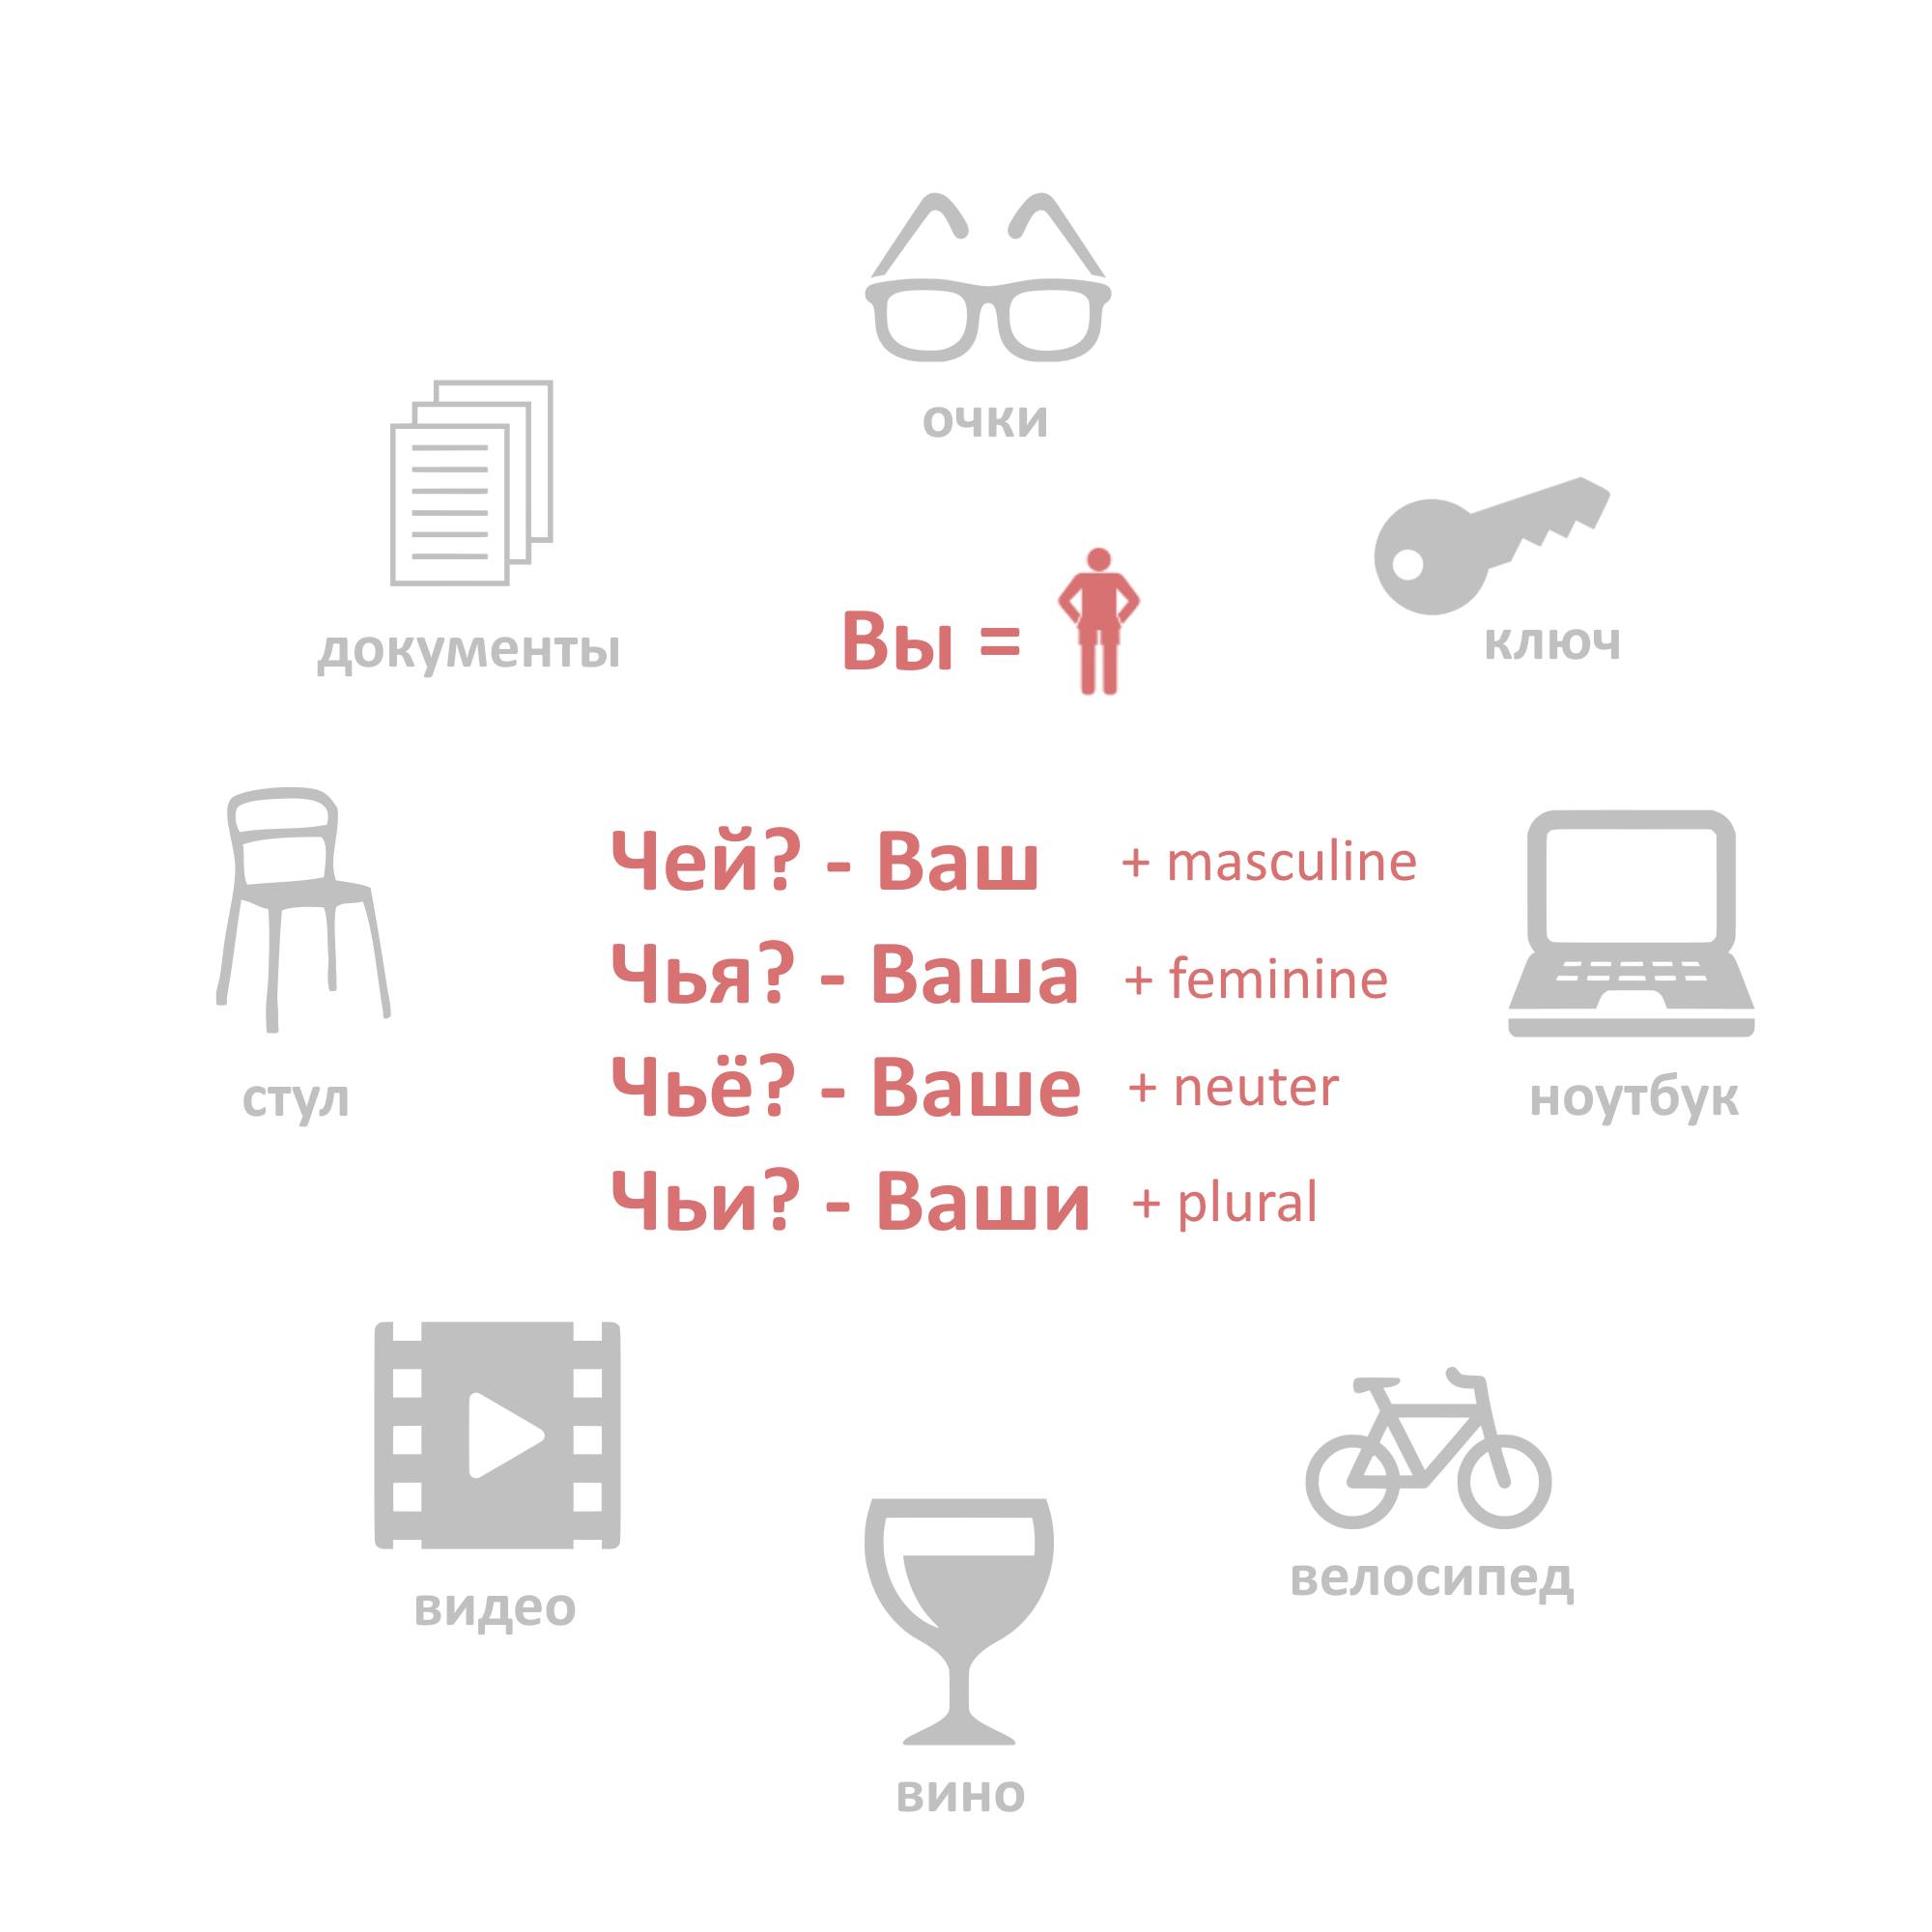 очки
документы
ключ
Вы =
Чей? - Ваш + masculine
Чья? - Ваша + feminine
Чьё? - Ваше + neuter
Чьи? - Ваши + plural
стул
ноутбук
видео
велосипед
вино